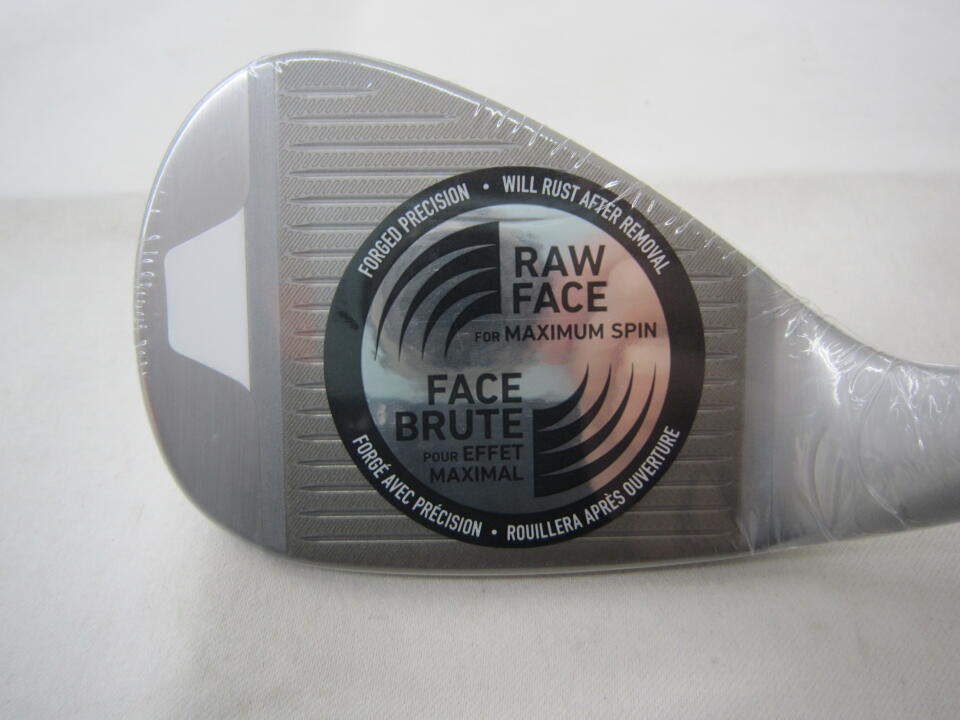 FORGED PRECISION • WILL RUST AFTER REMOVAL
RAW
FACE
FOR MAXIMUM SPIN
FACE
BRUTE
POUR EFFET
MAXIMAL
FORGÉ AVEC PRÉCISION • ROUILLERA APRÈS OUVERTURE